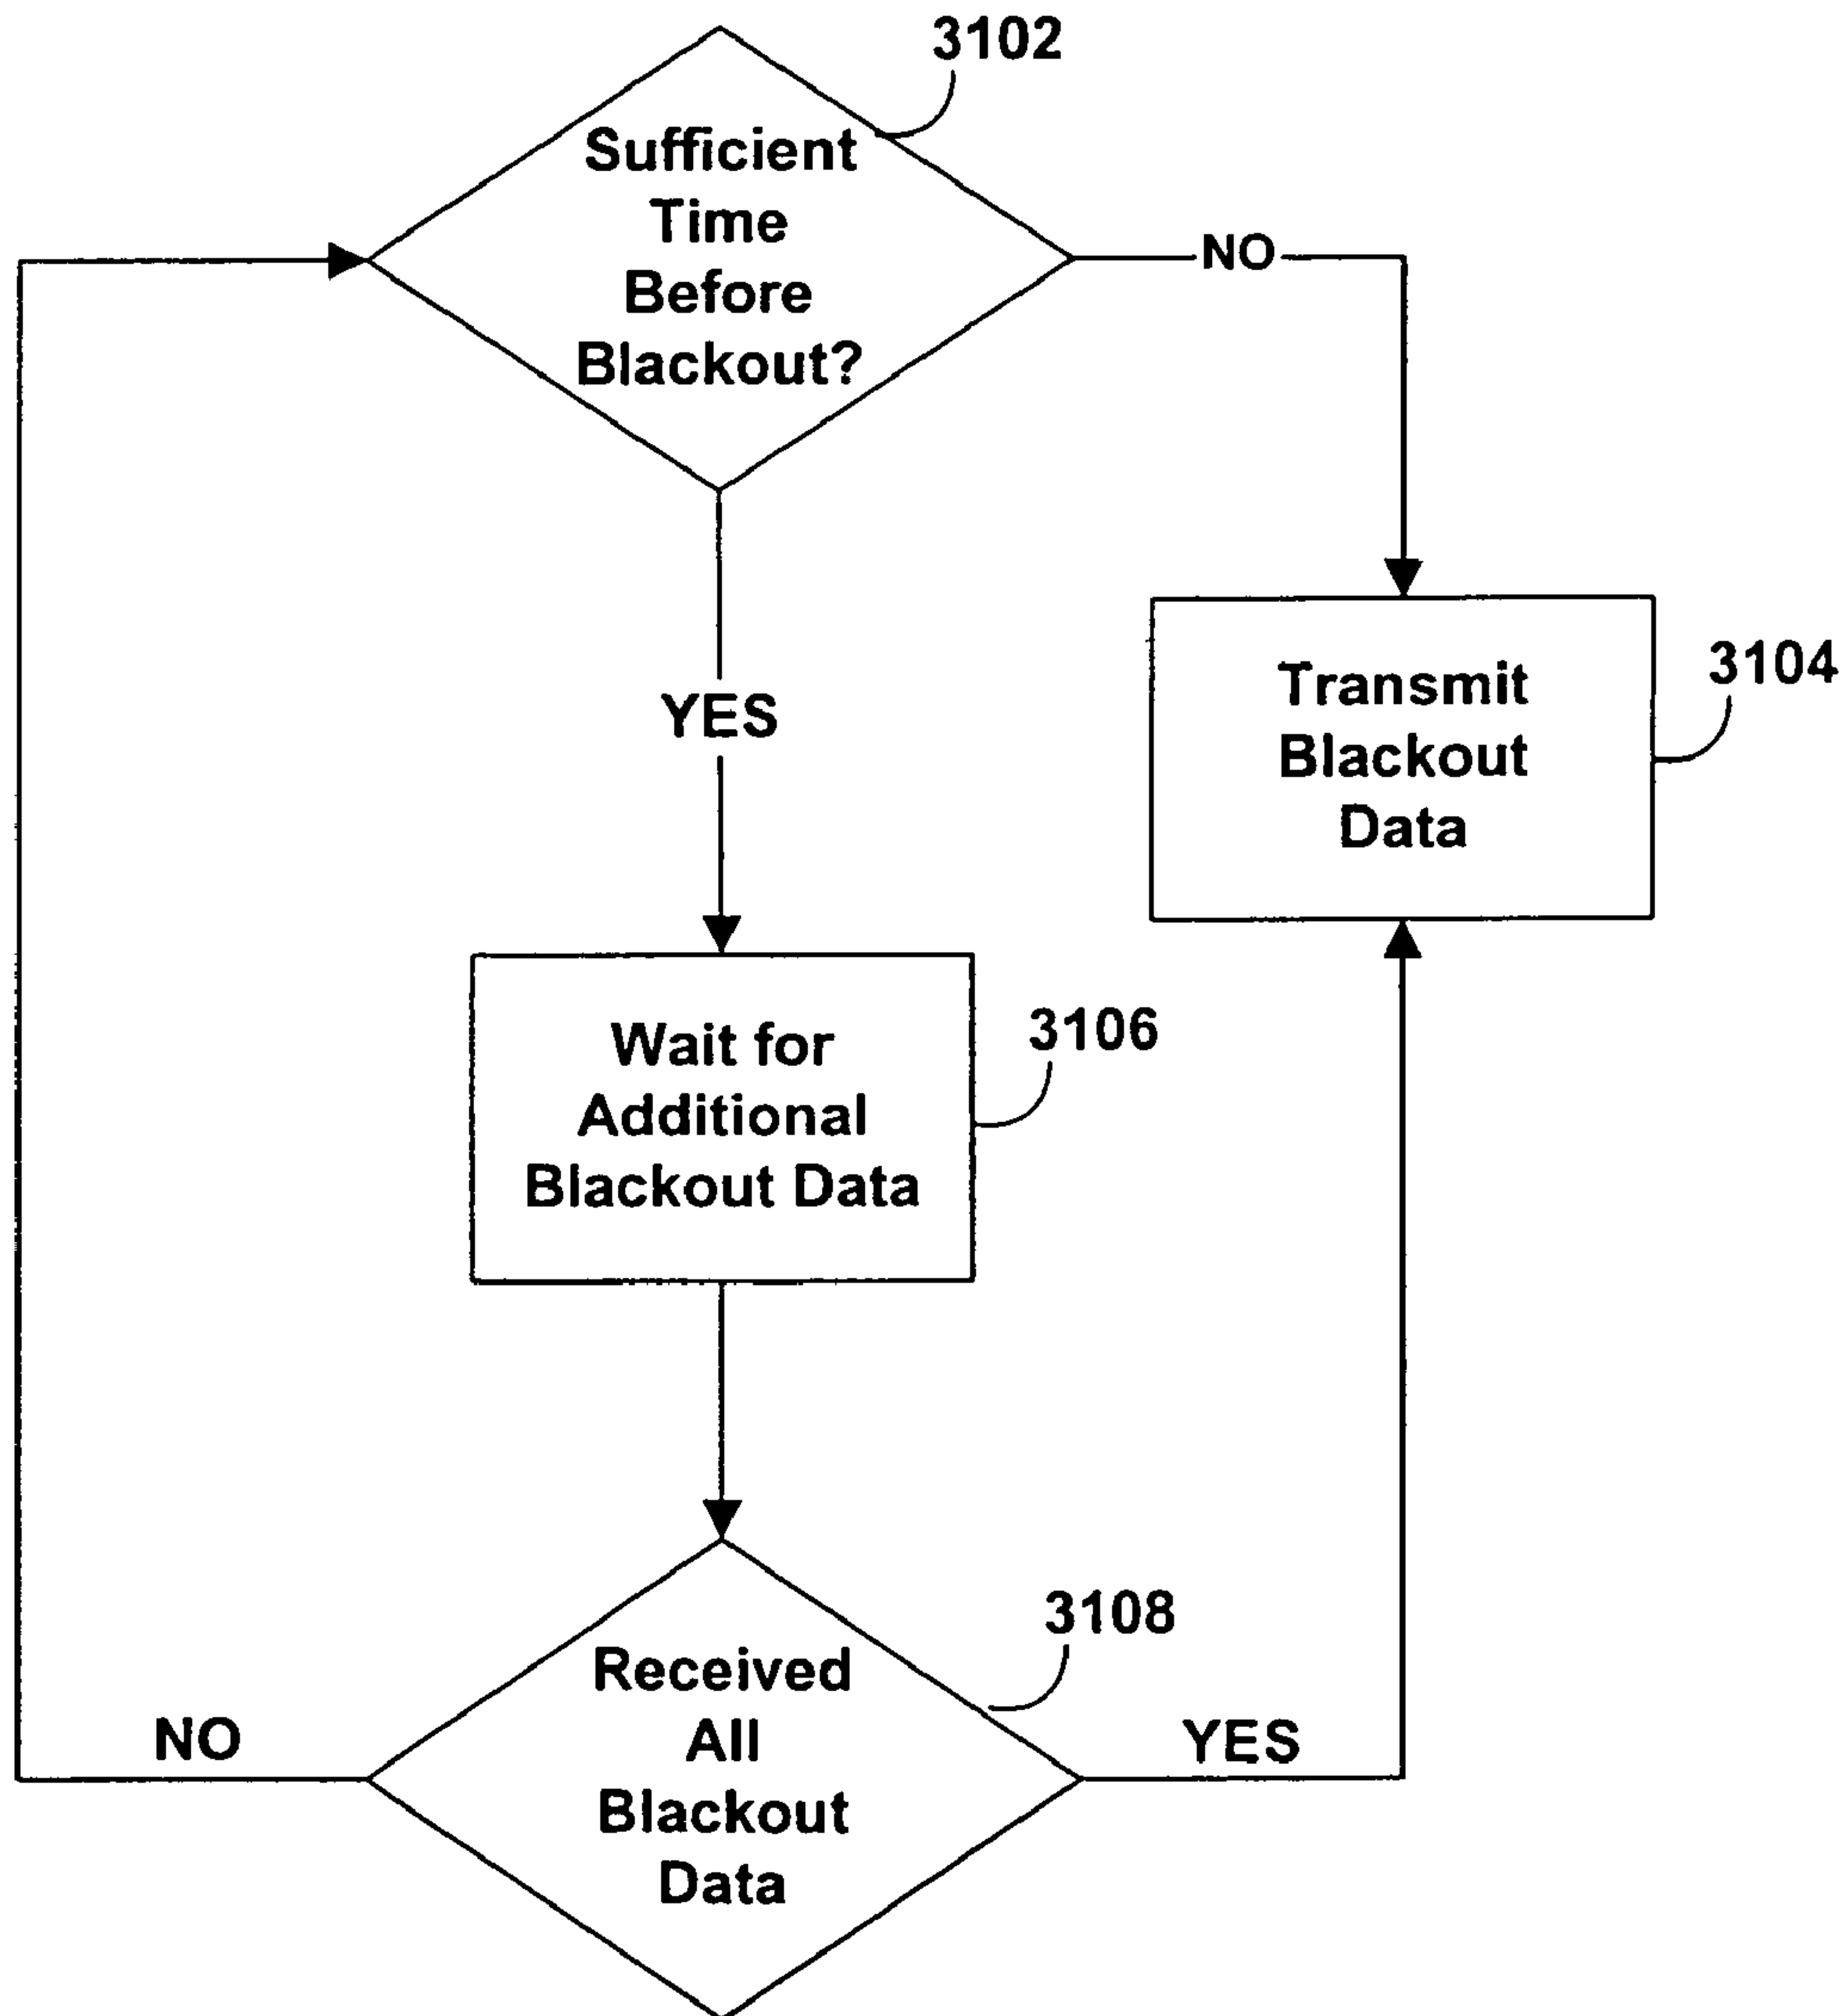 3102
Sufficient
Time
Before
Blackout?
NO
YES
Transmit
Blackout
Data
3104
Wait for
Additional
Blackout Data
3106
Received
All
Blackout
Data
3108
NO
YES